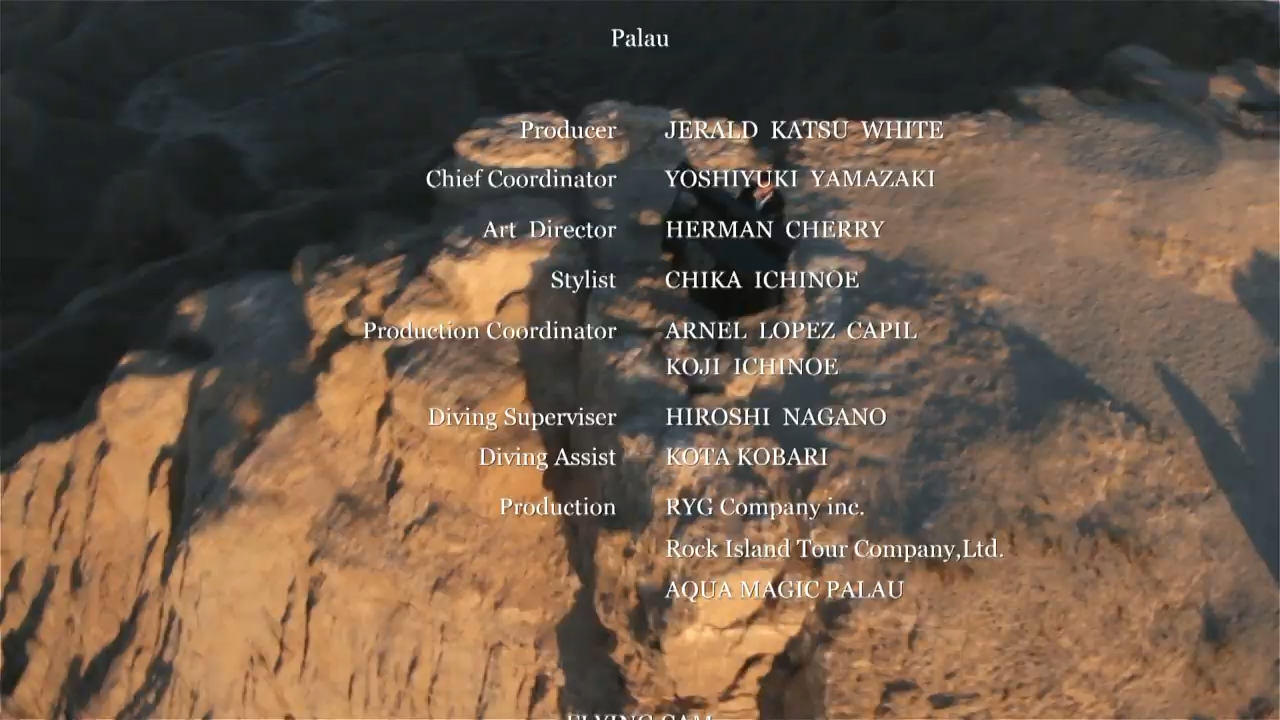 Palau
Producer JERALD KATSU WHITE
Chief Coordinator YOSHIYUKI YAMAZAKI
Art Director HERMAN CHERRY
Stylist CHIKA ICHINOE
Production Coordinator ARNEL LOPEZ CAPIL
KOJI ICHINOE
Diving Superviser HIROSHI NAGANO
Diving Assist KOTA KOBARI
Production RYG Company inc.
Rock Island Tour Company,Ltd.
AQUA MAGIC PALAU
FLYING CAM